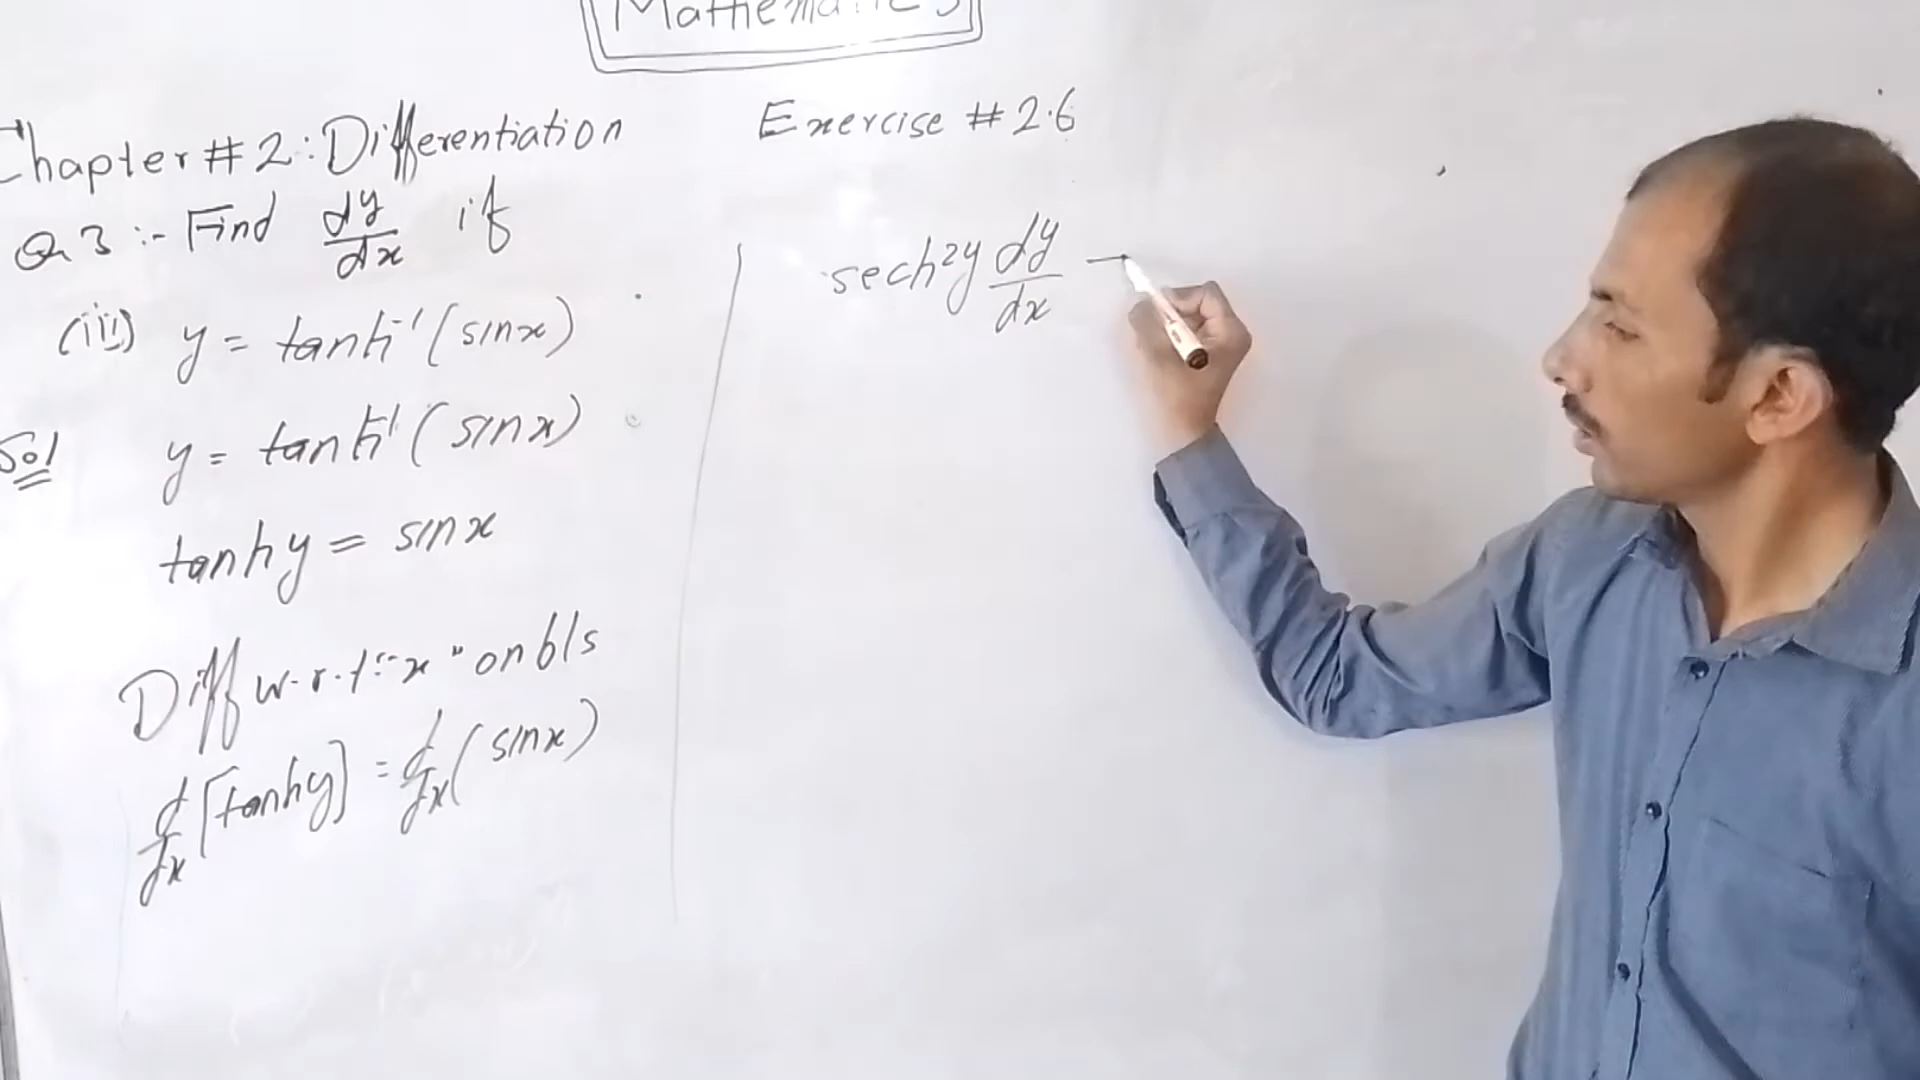 Mathematics
Chapter # 2 : Differentiation
Exercise # 2.6
Q 3 :- Find dy/dx if
(iii) y = tanh⁻¹ (sinx)
Sol y = tanh⁻¹ (sinx)
tanhy = sinx
Diff w.r.t "x" on b/s
d/dx [tanhy] = d/dx (sinx)
sech²y dy/dx